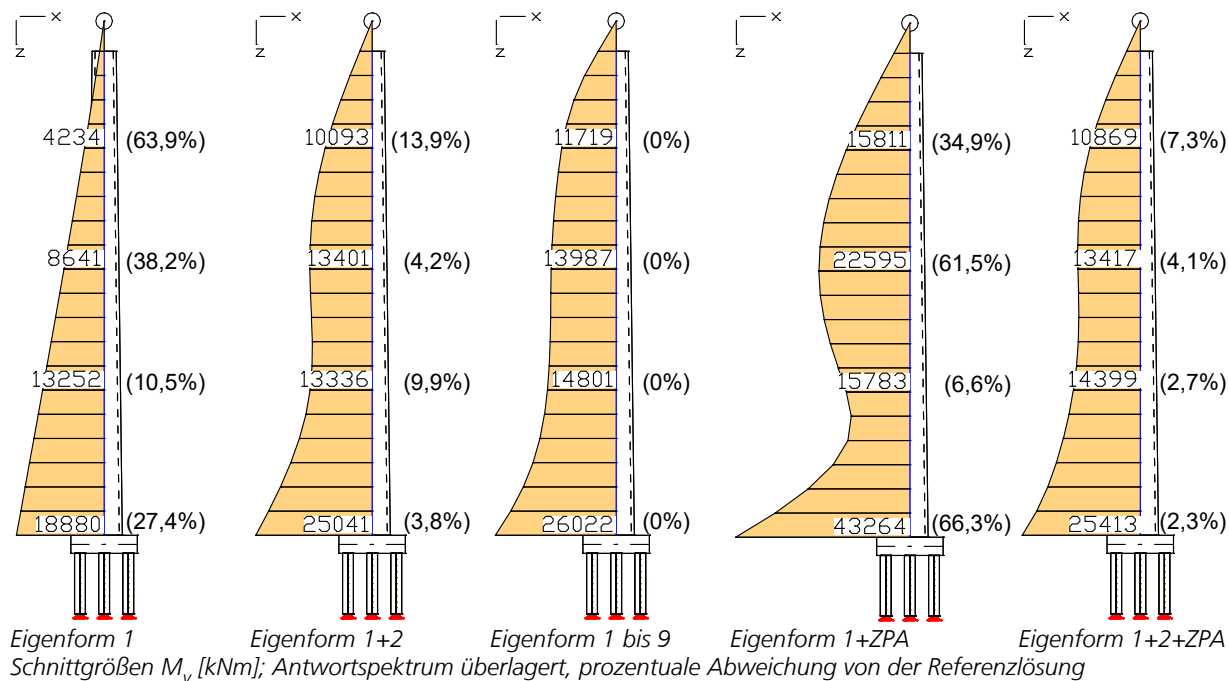 x x x x x
z z z z z
4234 (63,9%) 10093 (13,9%) 11719 (0%) 15811 (34,9%) 10869 (7,3%)
8641 (38,2%) 13401 (4,2%) 13987 (0%) 22595 (61,5%) 13417 (4,1%)
13252 (10,5%) 13336 (9,9%) 14801 (0%) 15783 (6,6%) 14399 (2,7%)
18880 (27,4%) 25041 (3,8%) 26022 (0%) 43264 (66,3%) 25413 (2,3%)
Eigenform 1 Eigenform 1+2 Eigenform 1 bis 9 Eigenform 1+ZPA Eigenform 1+2+ZPA
Schnittgrößen M_y [kNm]; Antwortspektrum überlagert, prozentuale Abweichung von der Referenzlösung